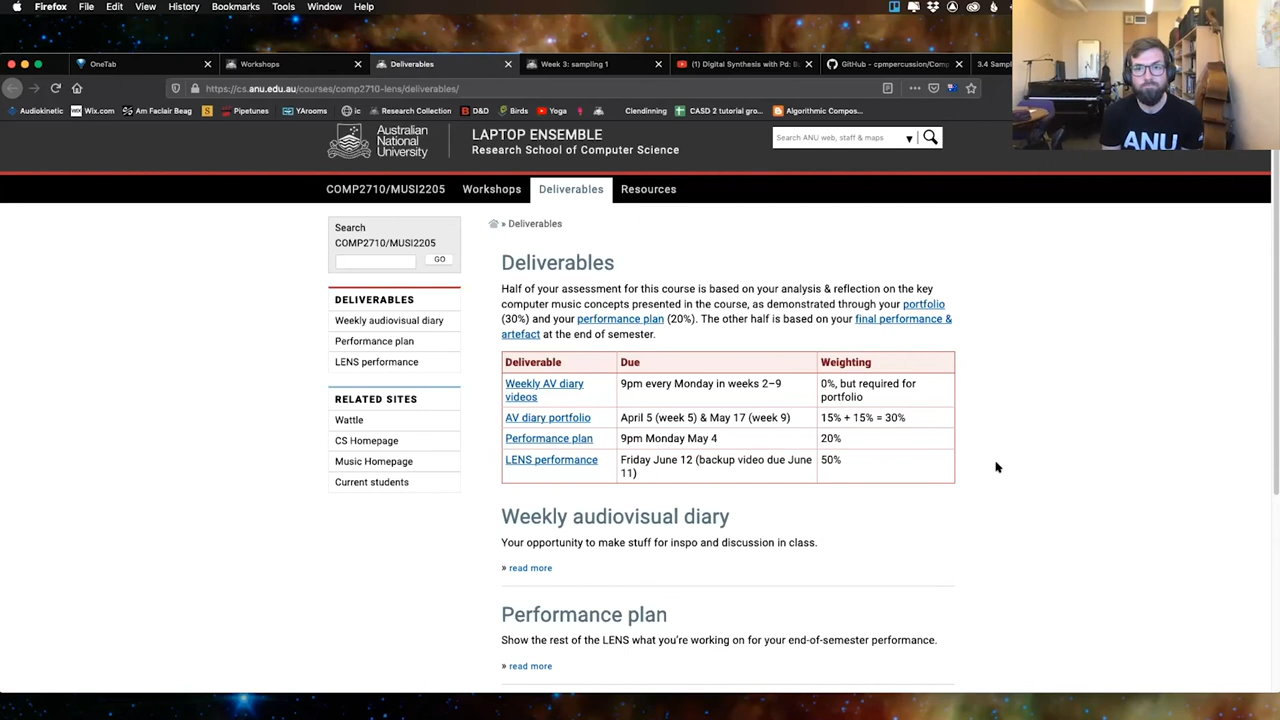 Firefox File Edit View History Bookmarks Tools Window Help
OneTab
Workshops
Deliverables
Week 3: sampling 1
(1) Digital Synthesis with Pd: B
GitHub - cpmpercussion/Comp
3.4 Samp
https://cs.anu.edu.au/courses/comp2710-lens/deliverables/
Audiokinetic Wix.com Am Faclair Beag Pipetunes YArooms ic Research Collection D&D Birds Yoga Clendinning CASD 2 tutorial gro... Algorithmic Compos...
Australian
National
University
LAPTOP ENSEMBLE
Research School of Computer Science
Search ANU web, staff & maps
ANU
COMP2710/MUSI2205 Workshops Deliverables Resources
Search
COMP2710/MUSI2205
GO
DELIVERABLES
Weekly audiovisual diary
Performance plan
LENS performance
RELATED SITES
Wattle
CS Homepage
Music Homepage
Current students
» Deliverables
Deliverables
Half of your assessment for this course is based on your analysis & reflection on the key
computer music concepts presented in the course, as demonstrated through your portfolio
(30%) and your performance plan (20%). The other half is based on your final performance &
artefact at the end of semester.
Deliverable Due Weighting
Weekly AV diary videos 9pm every Monday in weeks 2–9 0%, but required for portfolio
AV diary portfolio April 5 (week 5) & May 17 (week 9) 15% + 15% = 30%
Performance plan 9pm Monday May 4 20%
LENS performance Friday June 12 (backup video due June 11) 50%
Weekly audiovisual diary
Your opportunity to make stuff for inspo and discussion in class.
» read more
Performance plan
Show the rest of the LENS what you're working on for your end-of-semester performance.
» read more